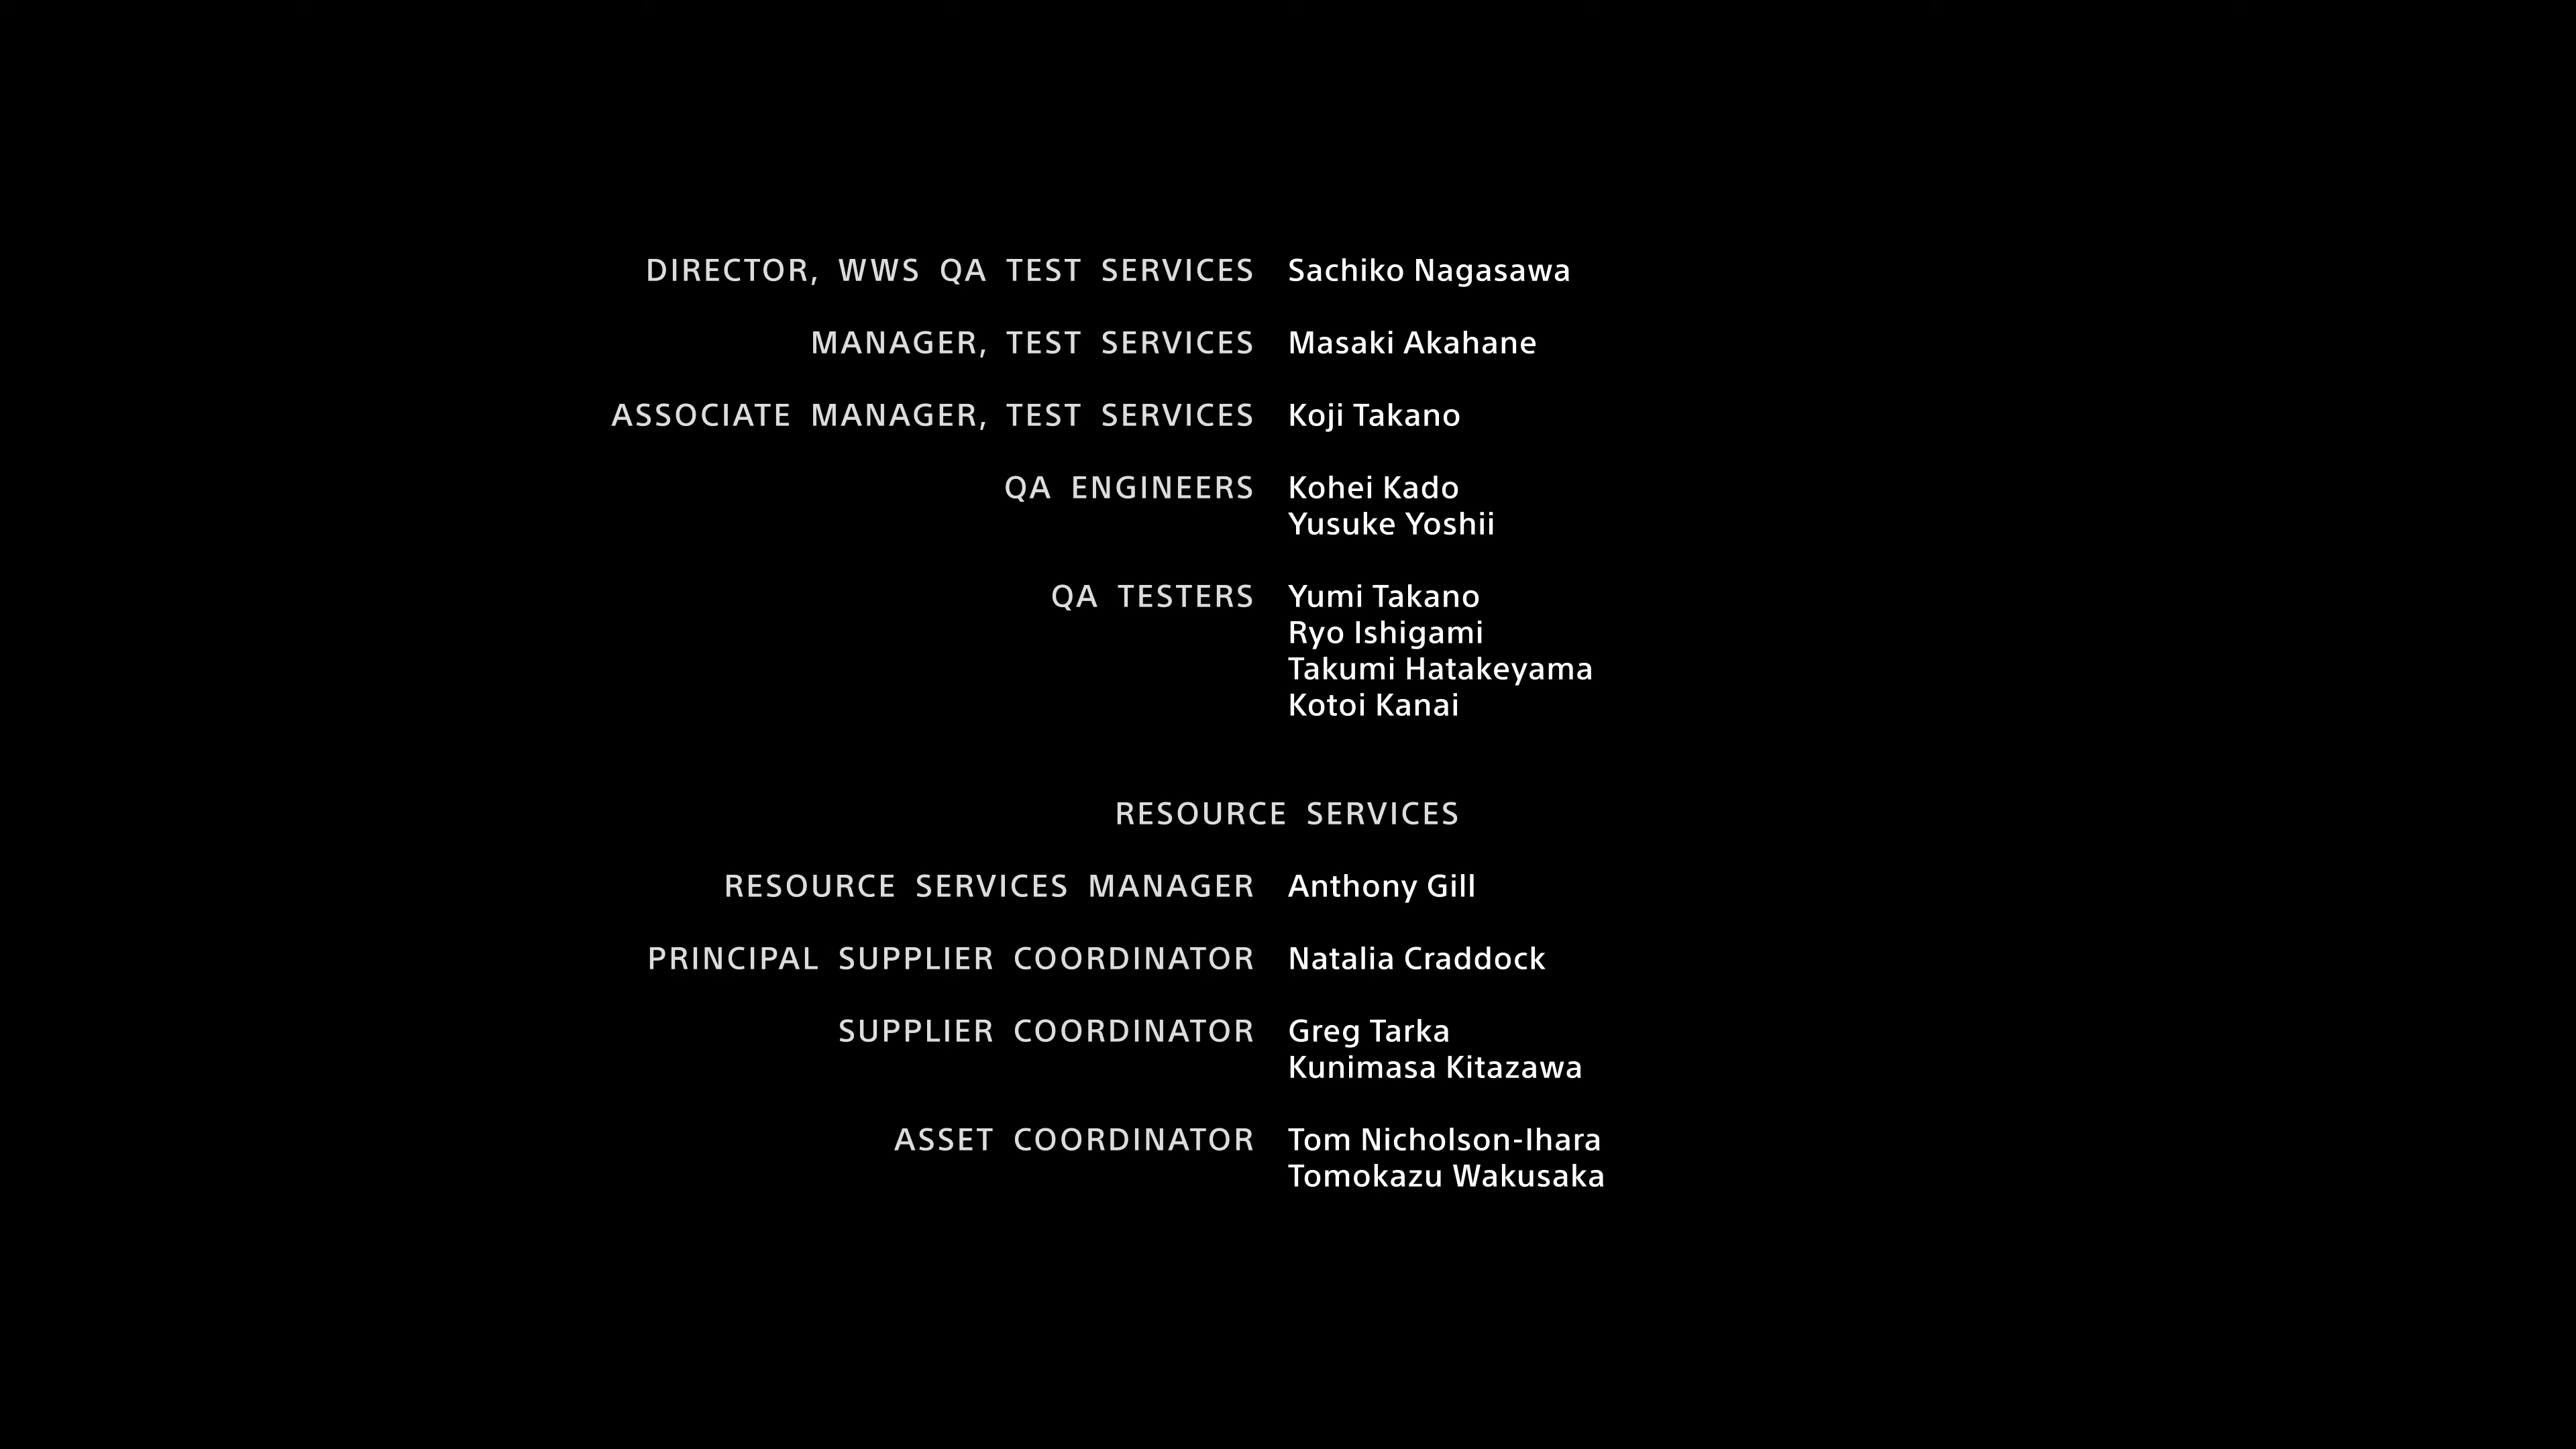 DIRECTOR, WWS QA TEST SERVICES Sachiko Nagasawa
MANAGER, TEST SERVICES Masaki Akahane
ASSOCIATE MANAGER, TEST SERVICES Koji Takano
QA ENGINEERS Kohei Kado
Yusuke Yoshii
QA TESTERS Yumi Takano
Ryo Ishigami
Takumi Hatakeyama
Kotoi Kanai
RESOURCE SERVICES
RESOURCE SERVICES MANAGER Anthony Gill
PRINCIPAL SUPPLIER COORDINATOR Natalia Craddock
SUPPLIER COORDINATOR Greg Tarka
Kunimasa Kitazawa
ASSET COORDINATOR Tom Nicholson-Ihara
Tomokazu Wakusaka